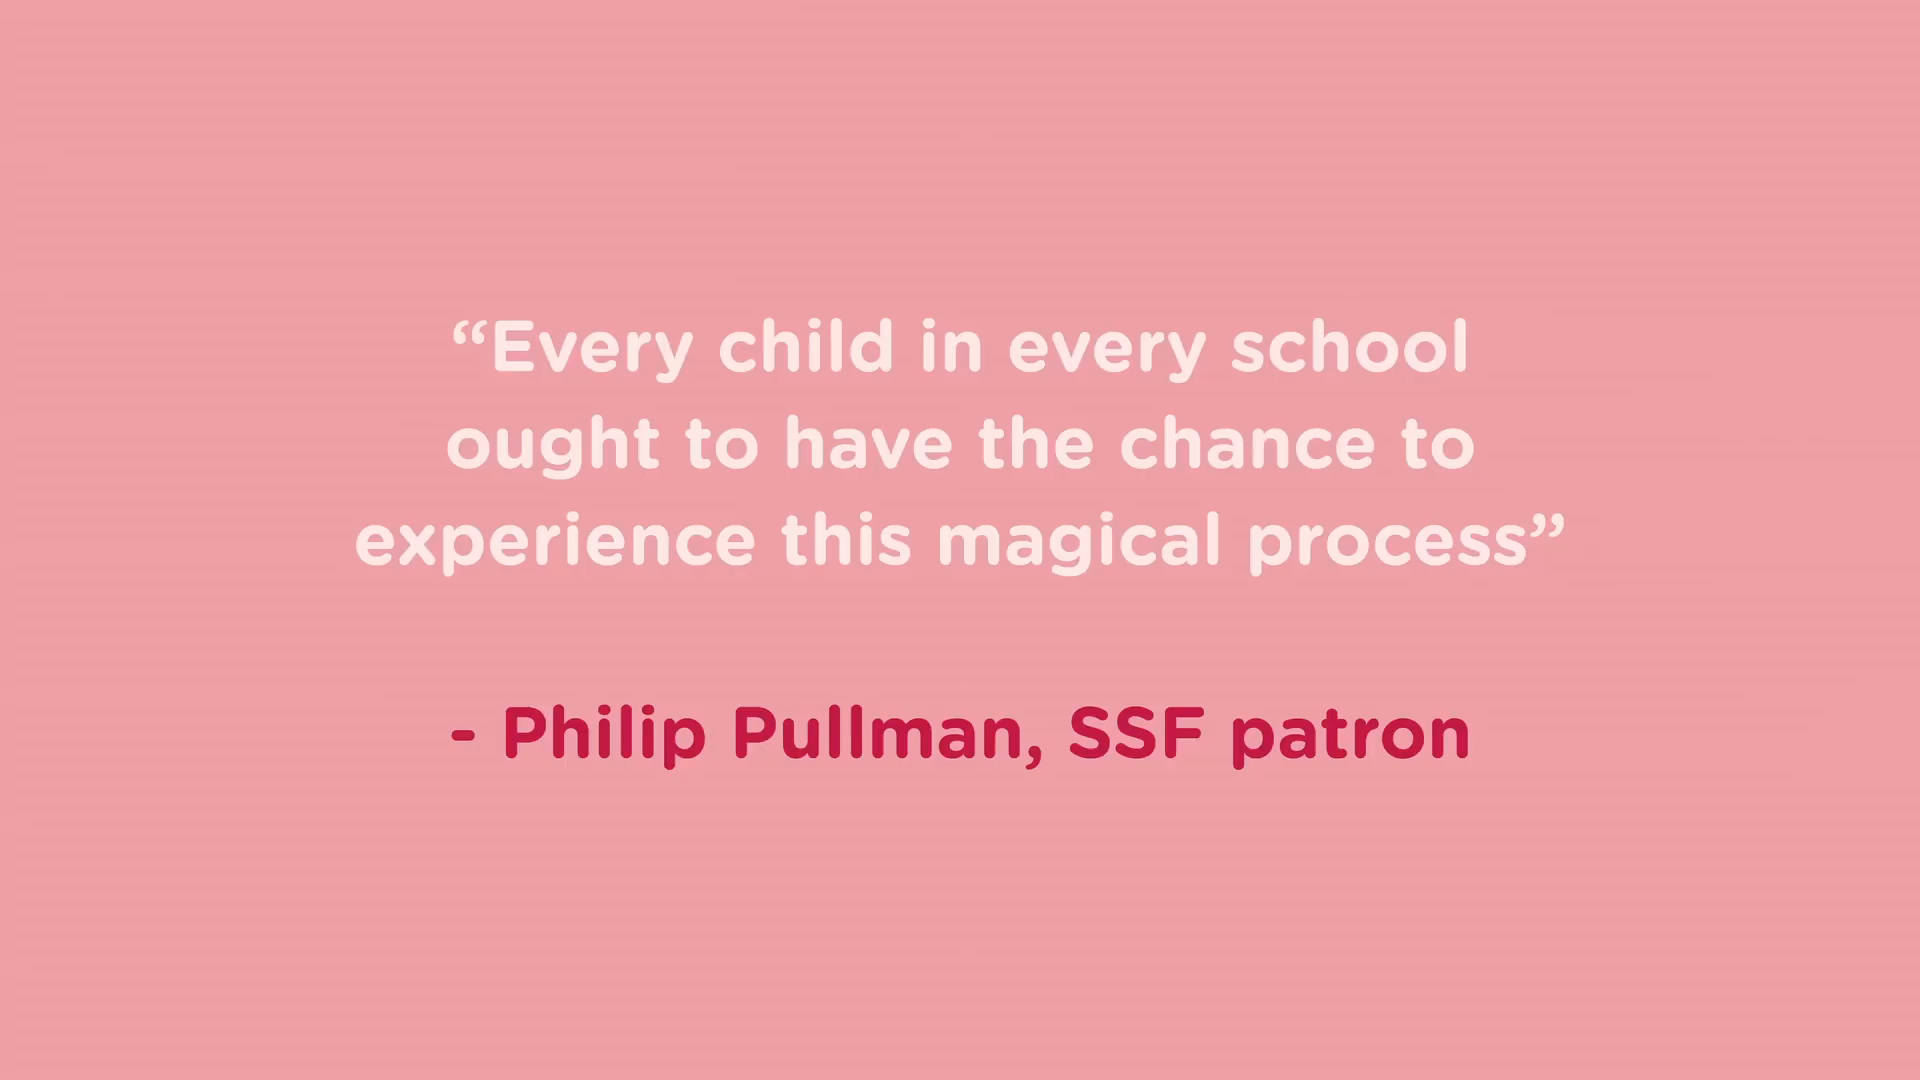 “Every child in every school
ought to have the chance to
experience this magical process”
- Philip Pullman, SSF patron